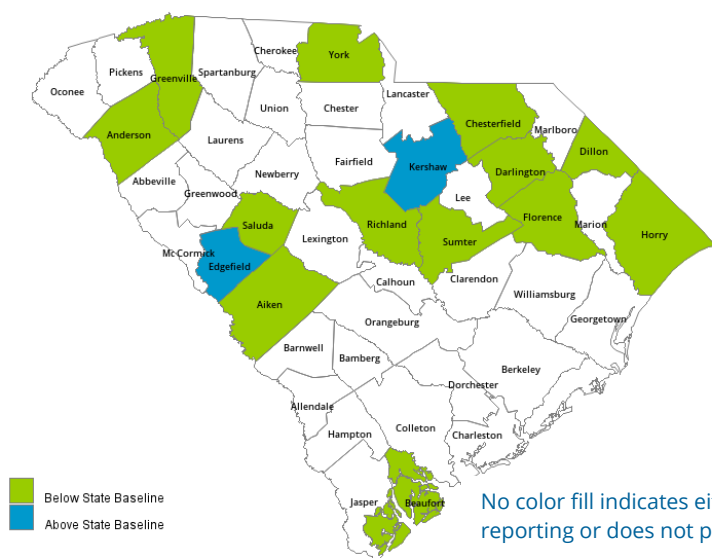 Cherokee
York
Pickens
Greenville
Spartanburg
Oconee
Lancaster
Union
Chester
Chesterfield
Marlboro
Anderson
Laurens
Dillon
Fairfield
Kershaw
Darlington
Abbeville
Newberry
Greenwood
Lee
Florence
Marion
Saluda
Richland
Horry
Lexington
Sumter
McCormick
Edgefield
Calhoun
Clarendon
Williamsburg
Aiken
Orangeburg
Georgetown
Barnwell
Bamberg
Berkeley
Dorchester
Allendale
Colleton
Hampton
Charleston
Jasper
Beaufort
Below State Baseline
Above State Baseline
No color fill indicates ei
reporting or does not p